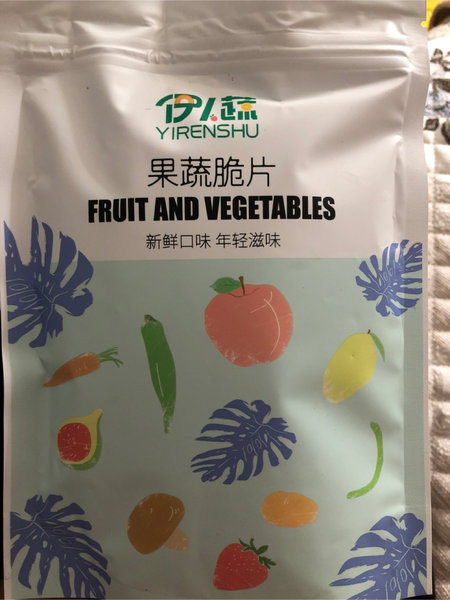 伊人蔬
YIRENSHU
果蔬脆片
FRUIT AND VEGETABLES
新鲜口味 年轻滋味